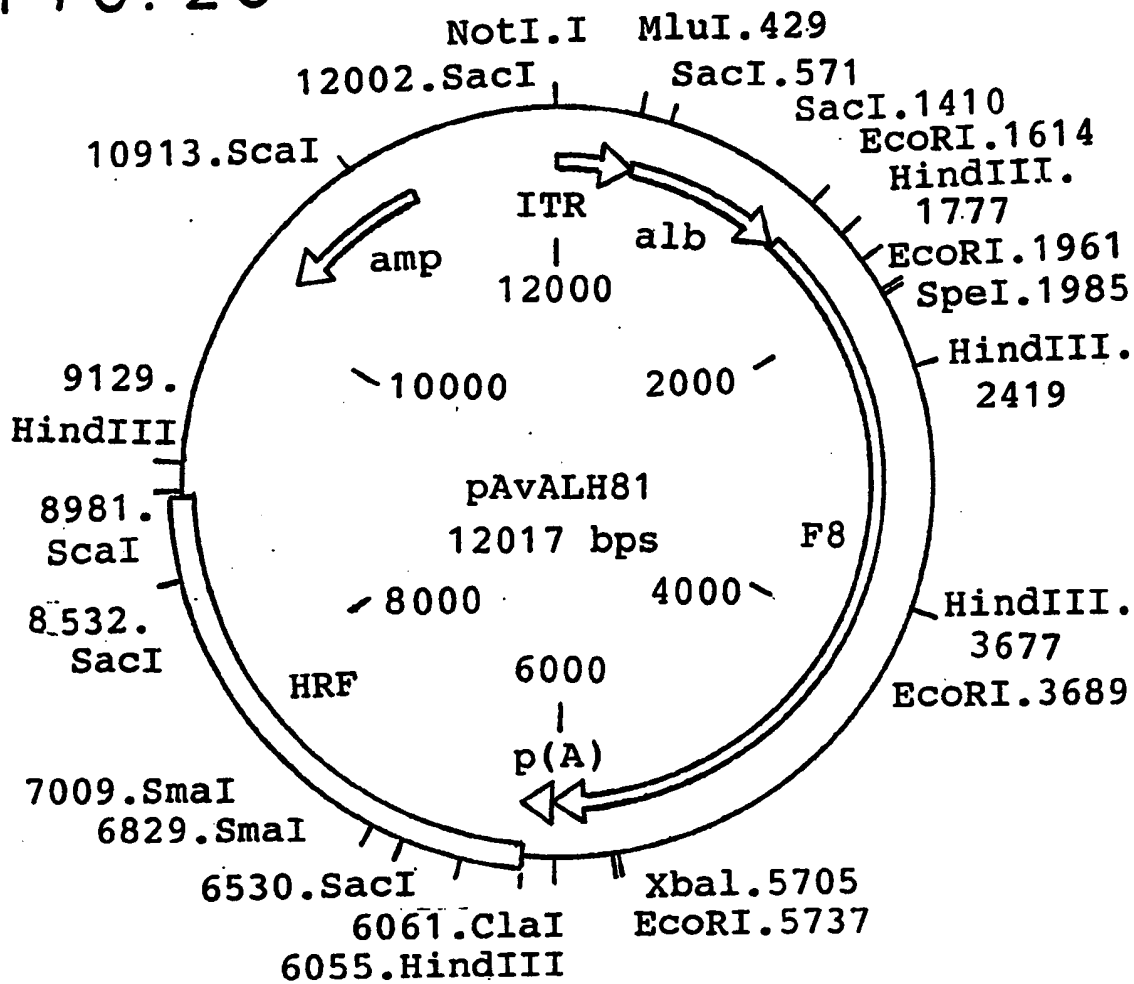 NotI.I MluI.429
12002.SacI SacI.571
SacI.1410
10913.ScaI EcoRI.1614
HindIII.
1777
ITR
alb
amp
EcoRI.1961
12000
SpeI.1985
HindIII.
2419
9129.
HindIII
10000
2000
pAvALH81
12017 bps
F8
8981.
ScaI
8000
4000
8532.
SacI
HindIII.
3677
6000
HRF
EcoRI.3689
p(A)
7009.SmaI
6829.SmaI
6530.SacI
Xbal.5705
6061.ClaI
EcoRI.5737
6055.HindIII